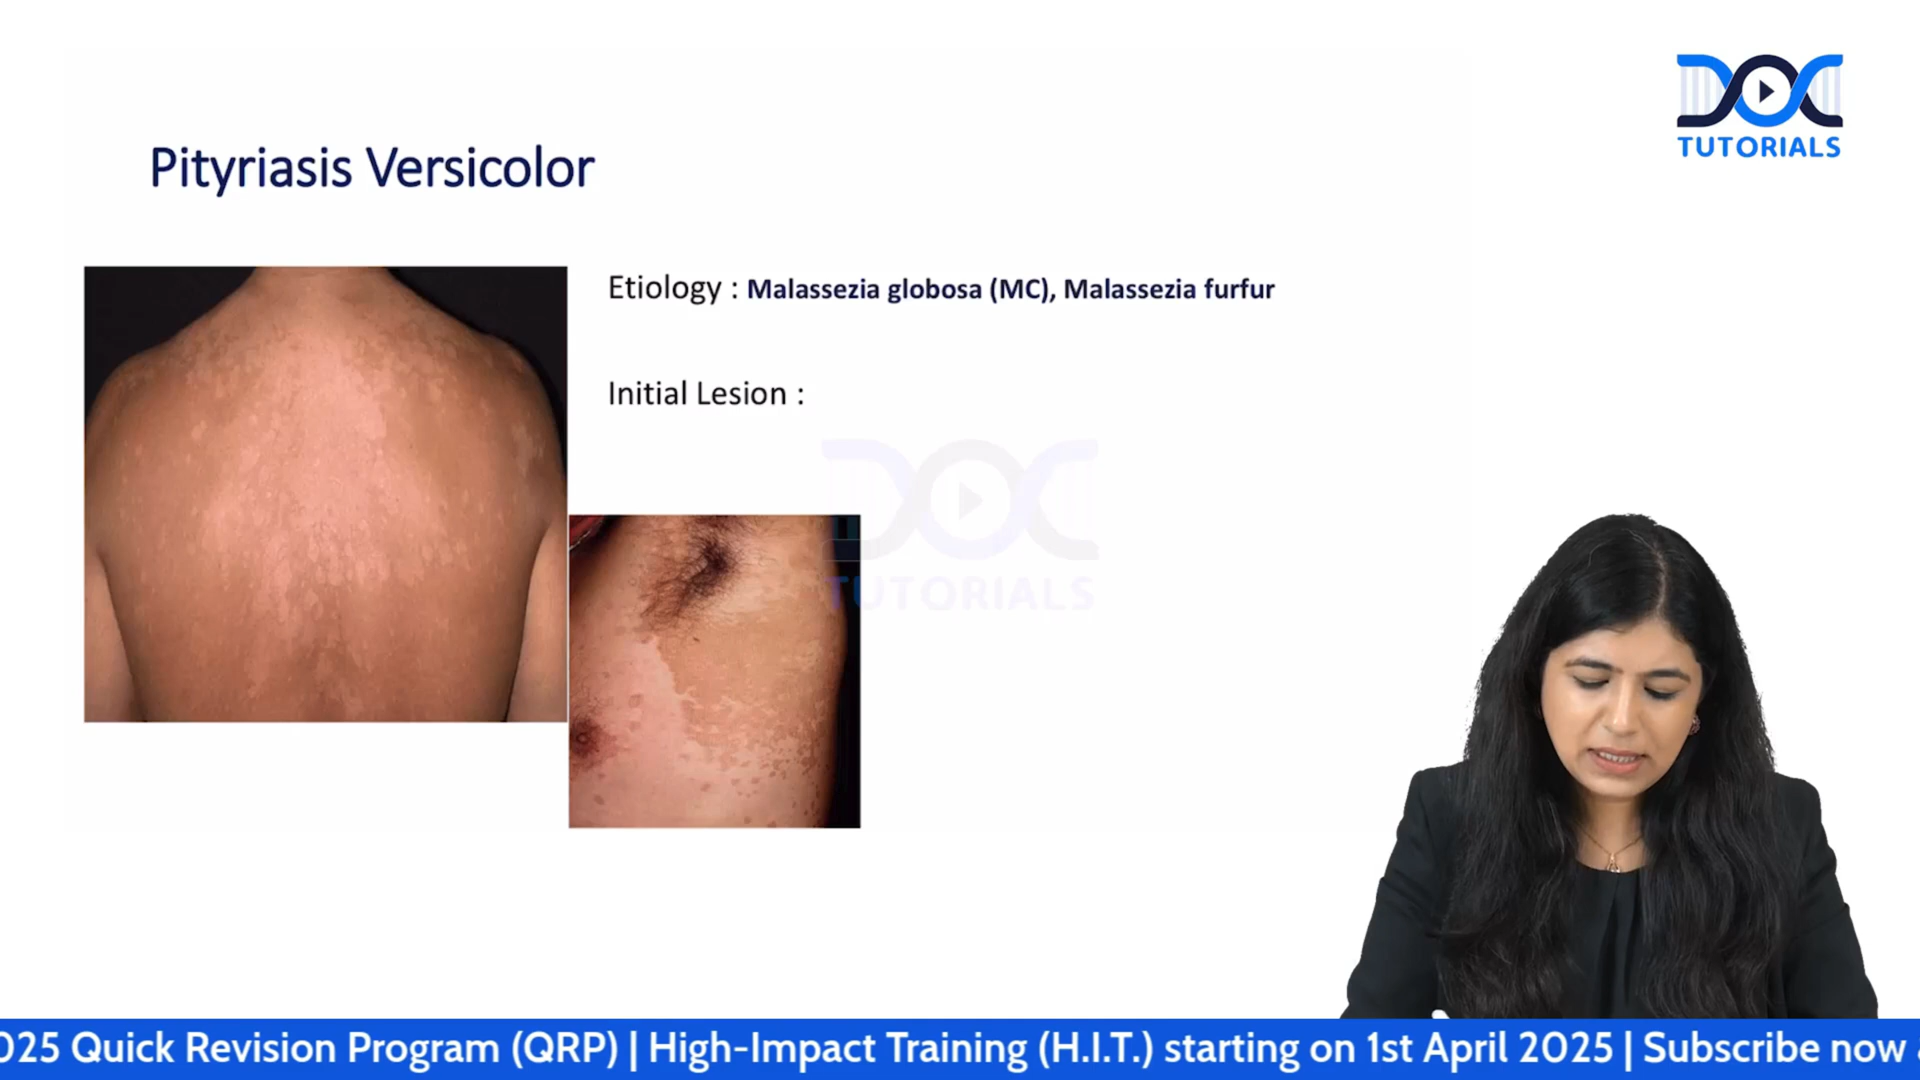 DOC
TUTORIALS
Pityriasis Versicolor
Etiology : Malassezia globosa (MC), Malassezia furfur
Initial Lesion :
DOC
TUTORIALS
025 Quick Revision Program (QRP) | High-Impact Training (H.I.T.) starting on 1st April 2025 | Subscribe now